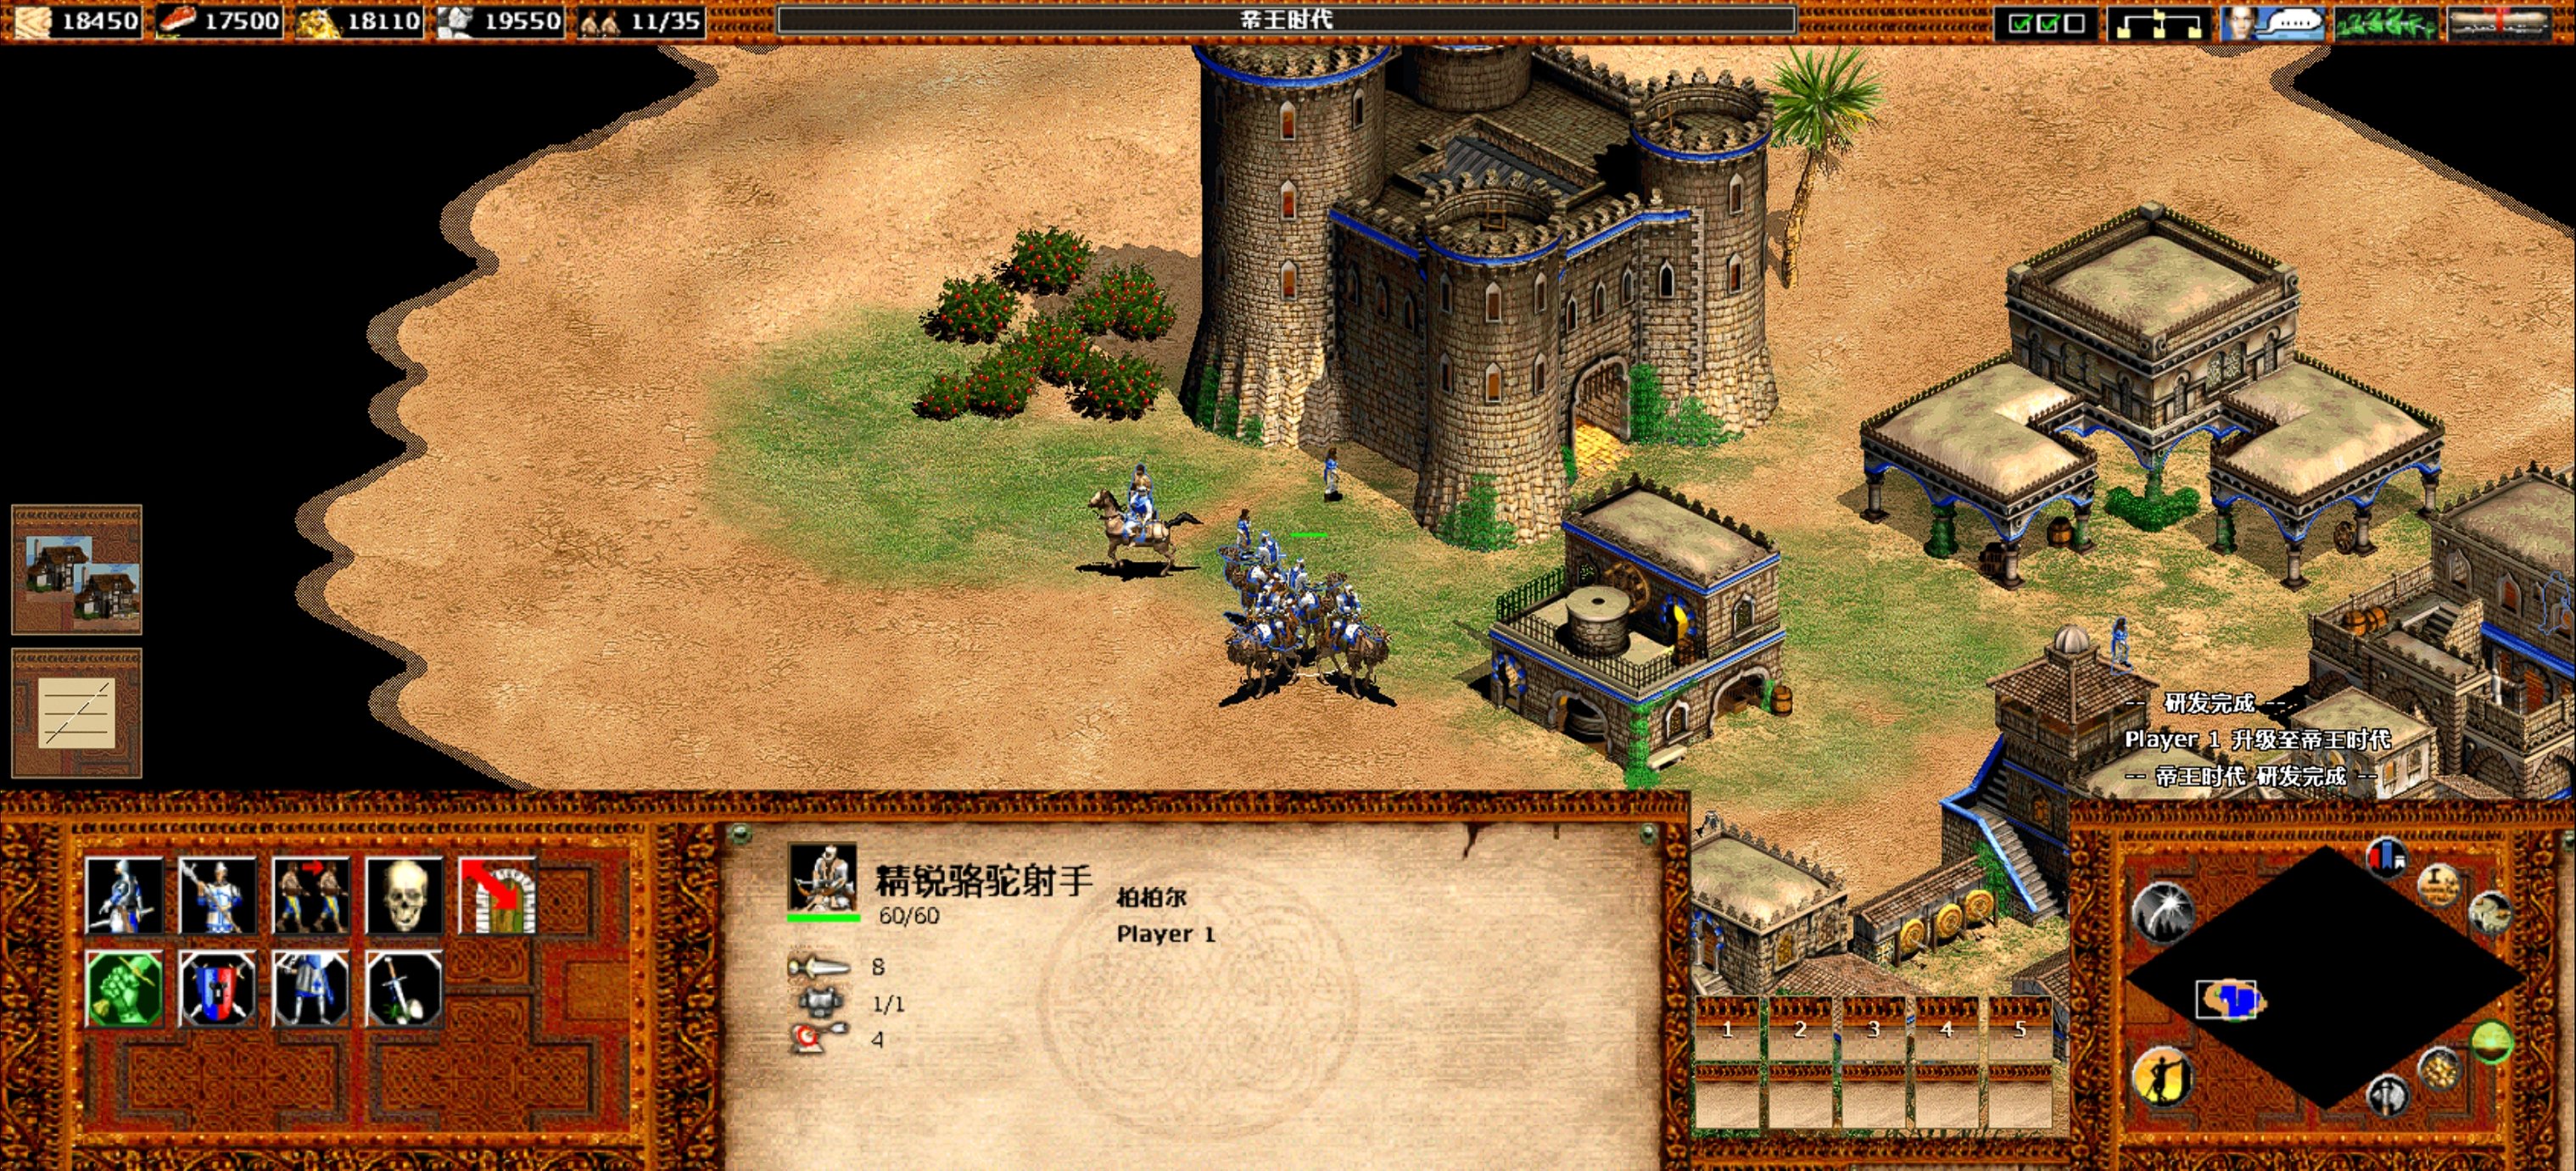 18450 17500 18110 19550 11/35 帝王时代
-- 研发完成 --
Player 1 升级至帝王时代
-- 帝王时代 研发完成 --
精锐骆驼射手
60/60
柏柏尔
Player 1
8
1/1
4
1 2 3 4 5